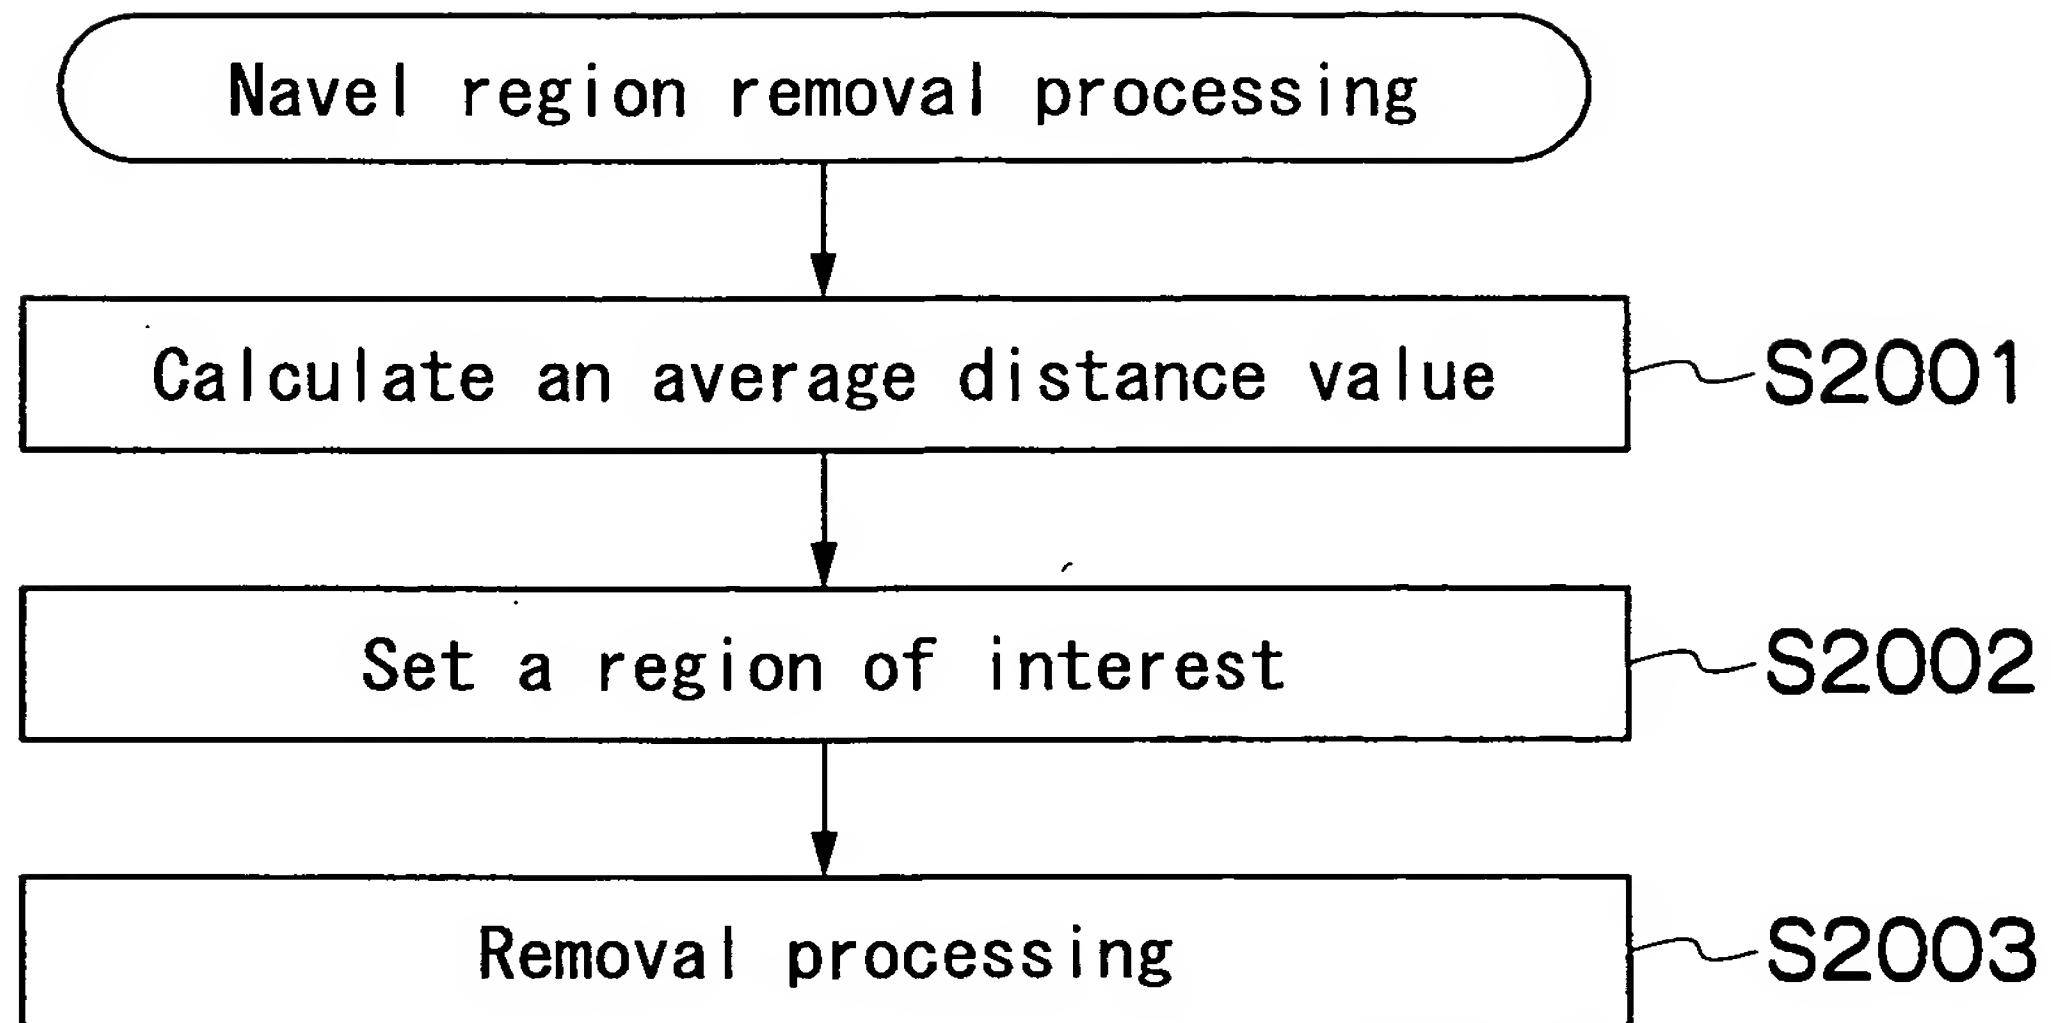 Navel region removal processing
Calculate an average distance value
S2001
Set a region of interest
S2002
Removal processing
S2003